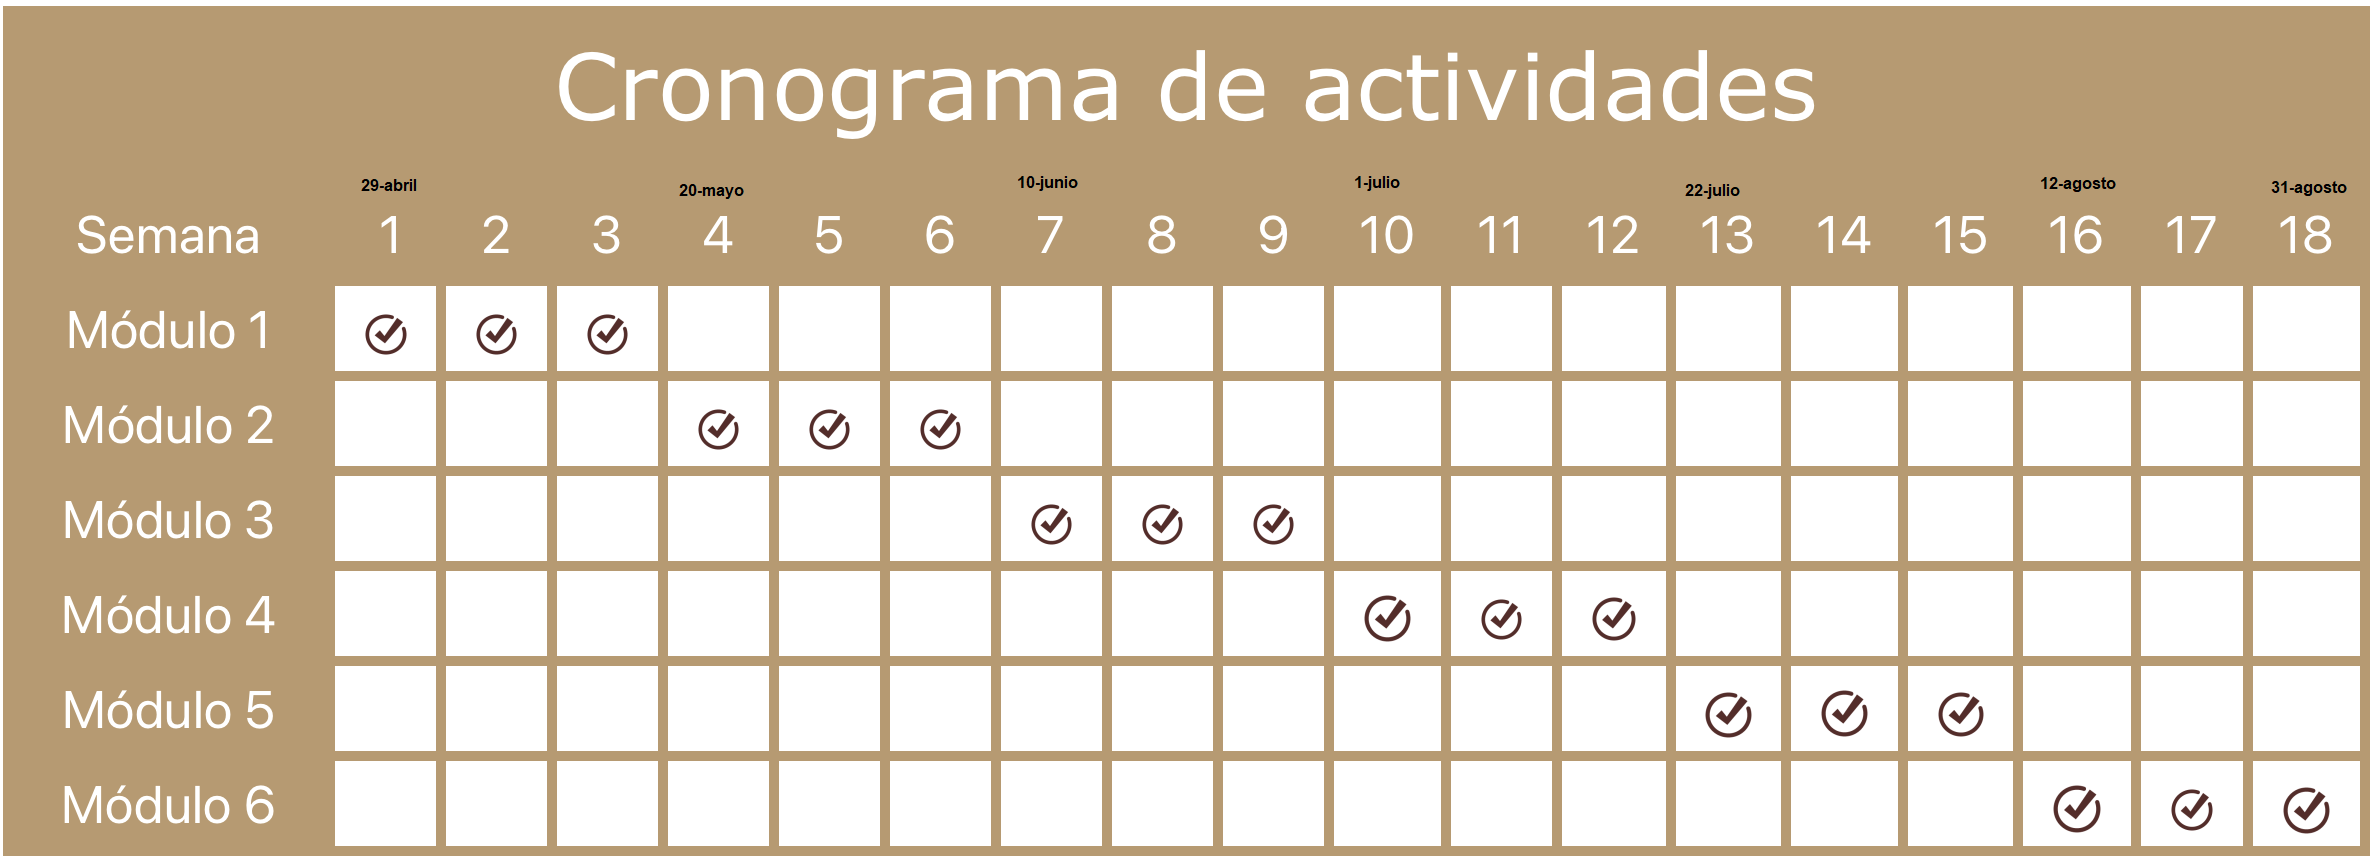 Cronograma de actividades
29-abril 20-mayo 10-junio 1-julio 22-julio 12-agosto 31-agosto
Semana 1 2 3 4 5 6 7 8 9 10 11 12 13 14 15 16 17 18
Módulo 1
Módulo 2
Módulo 3
Módulo 4
Módulo 5
Módulo 6